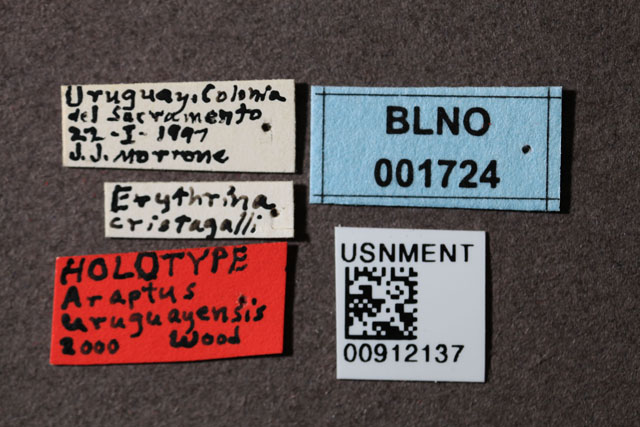 Uruguay, Colonia
del Sacramento
22-I-1997
J.J. Morrone
Erythrina
cristagalli
HOLOTYPE
Araptus
uruguayensis
2000 Wood
BLNO
001724
USNMENT
00912137